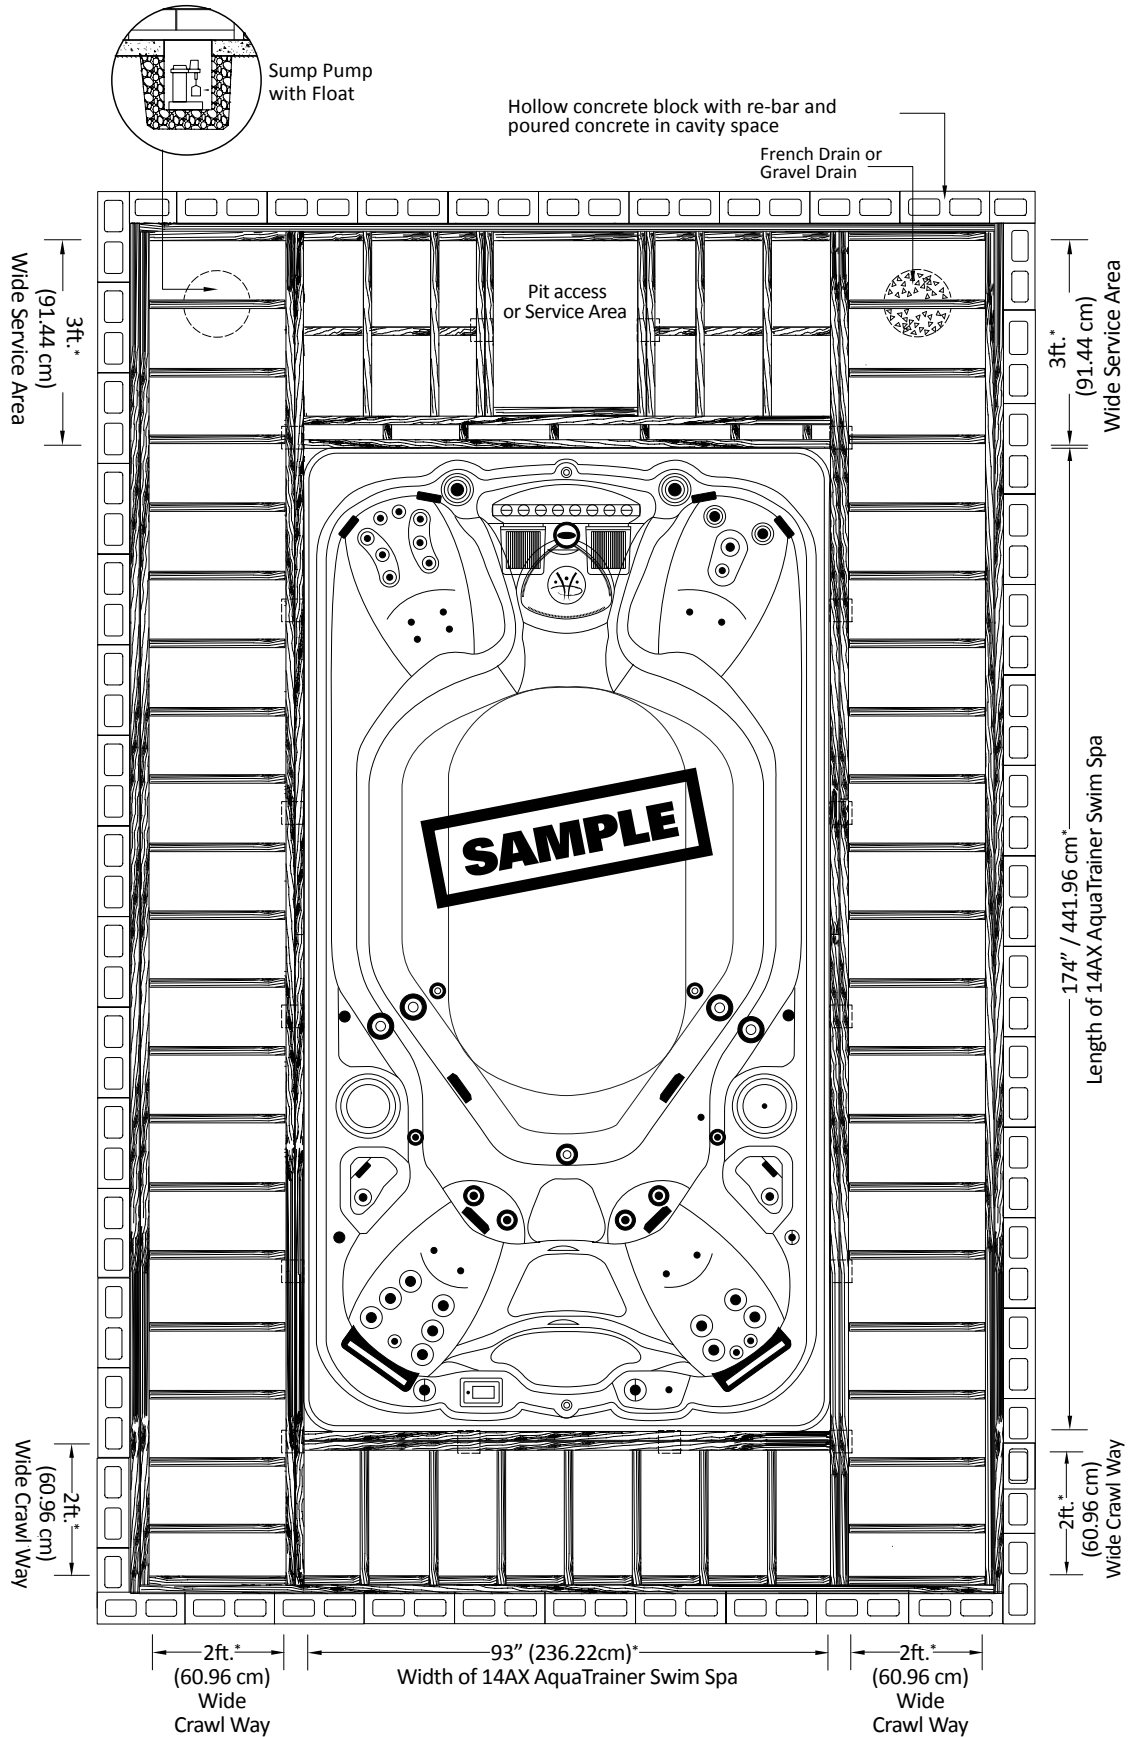 Sump Pump
with Float
Hollow concrete block with re-bar and
poured concrete in cavity space
French Drain or
Gravel Drain
Pit access
or Service Area
3ft.*
(91.44 cm)
Wide Service Area
3ft.*
(91.44 cm)
Wide Service Area
SAMPLE
174” / 441.96 cm*
Length of 14AX AquaTrainer Swim Spa
2ft.*
(60.96 cm)
Wide Crawl Way
2ft.*
(60.96 cm)
Wide Crawl Way
2ft.*
(60.96 cm)
Wide
Crawl Way
93” (236.22cm)*
Width of 14AX AquaTrainer Swim Spa
2ft.*
(60.96 cm)
Wide
Crawl Way